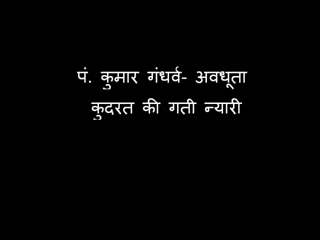 पं. कुमार गंधर्व- अवधूता
कुदरत की गती न्यारी